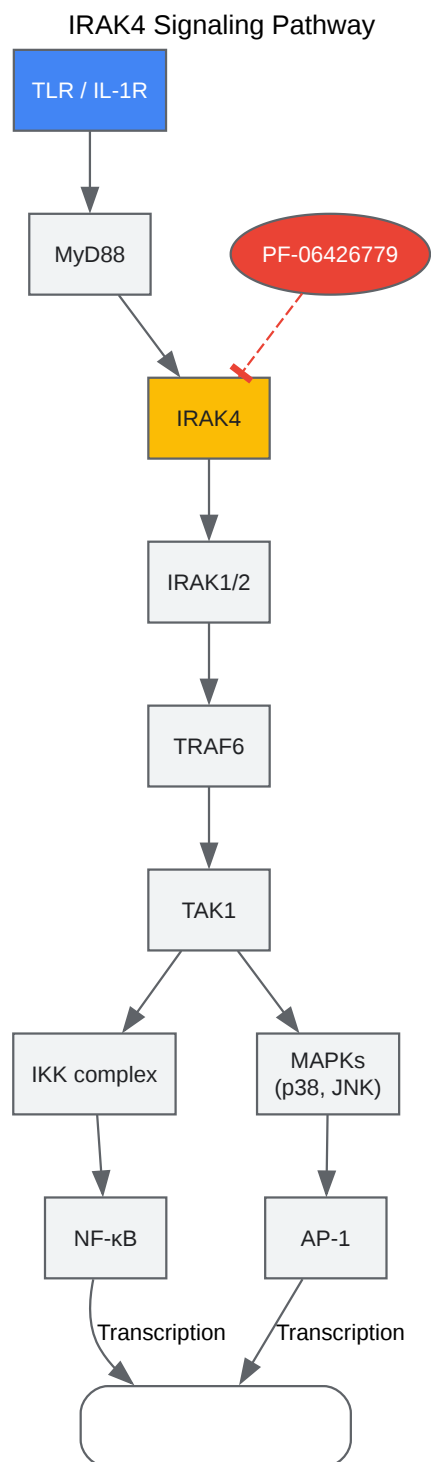 IRAK4 Signaling Pathway
TLR / IL-1R
MyD88
PF-06426779
IRAK4
IRAK1/2
TRAF6
TAK1
IKK complex
MAPKs
(p38, JNK)
NF-κB
AP-1
Transcription
Transcription